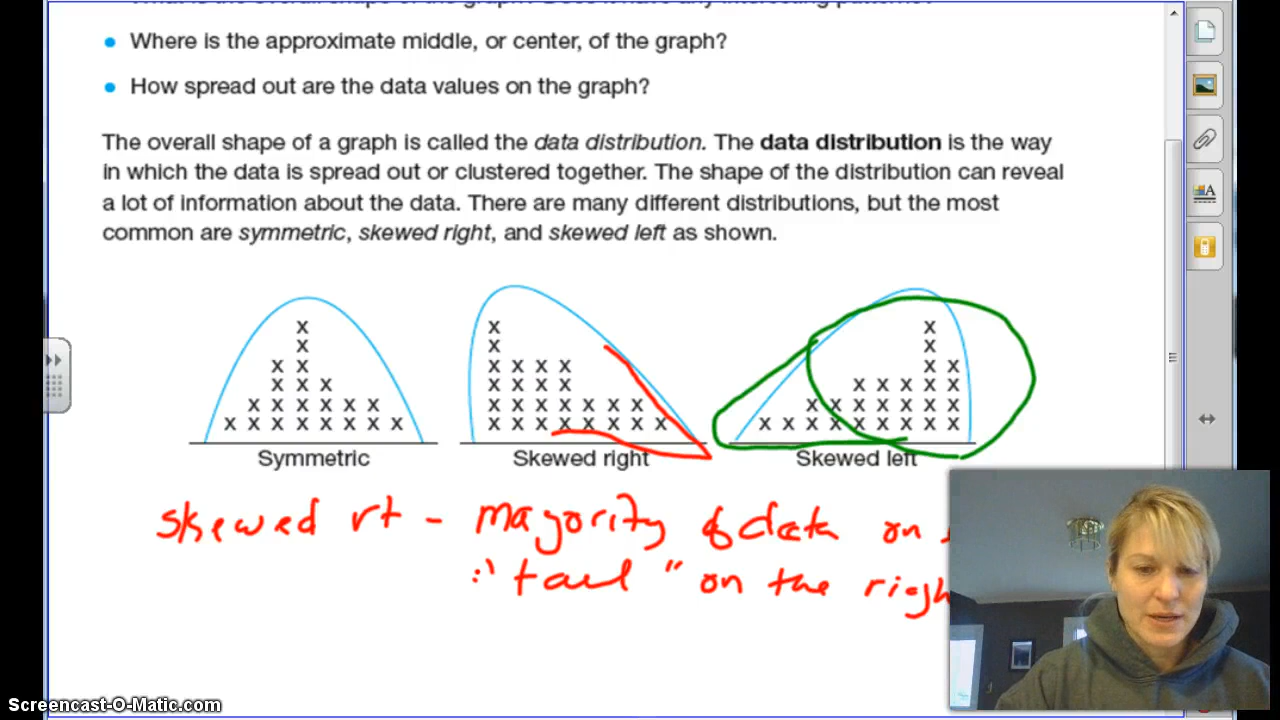 Where is the approximate middle, or center, of the graph?
How spread out are the data values on the graph?
The overall shape of a graph is called the data distribution. The data distribution is the way
in which the data is spread out or clustered together. The shape of the distribution can reveal
a lot of information about the data. There are many different distributions, but the most
common are symmetric, skewed right, and skewed left as shown.
Symmetric
Skewed right
Skewed left
skewed rt - majority of data on
"tail" on the righ
Screencast-O-Matic.com